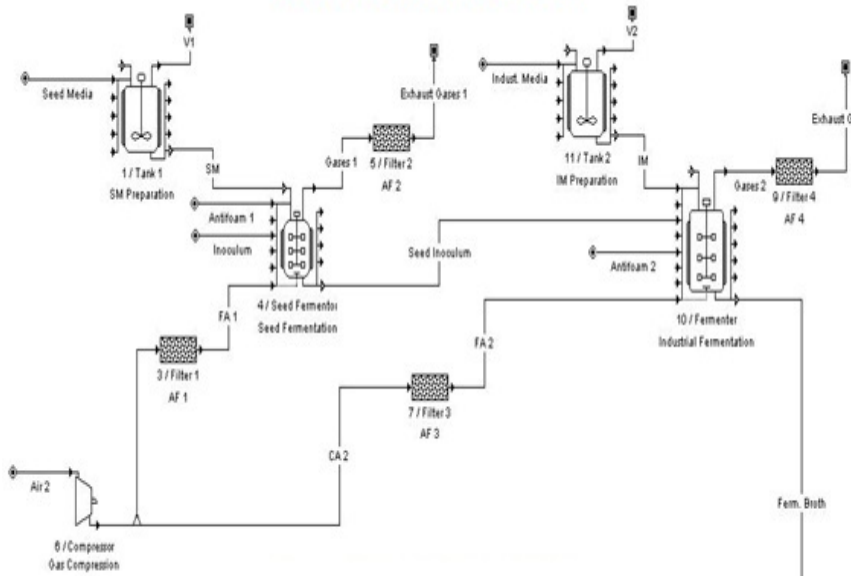 V1
V2
Seed Media
Indust. Media
Exhaust Gases 1
Exhaust G
1 / Tank 1
SM Preparation
SM
Gases 1
5 / Filter 2
AF 2
11 / Tank 2
IM Preparation
IM
Gases 2
9 / Filter 4
AF 4
Antifoam 1
Inoculum
Seed Inoculum
Antifoam 2
4 / Seed Fermentor
Seed Fermentation
FA 1
10 / Fermenter
Industrial Fermentation
FA 2
3 / Filter 1
AF 1
7 / Filter 3
AF 3
CA 2
Air 2
Ferm. Broth
6 / Compressor
Gas Compression